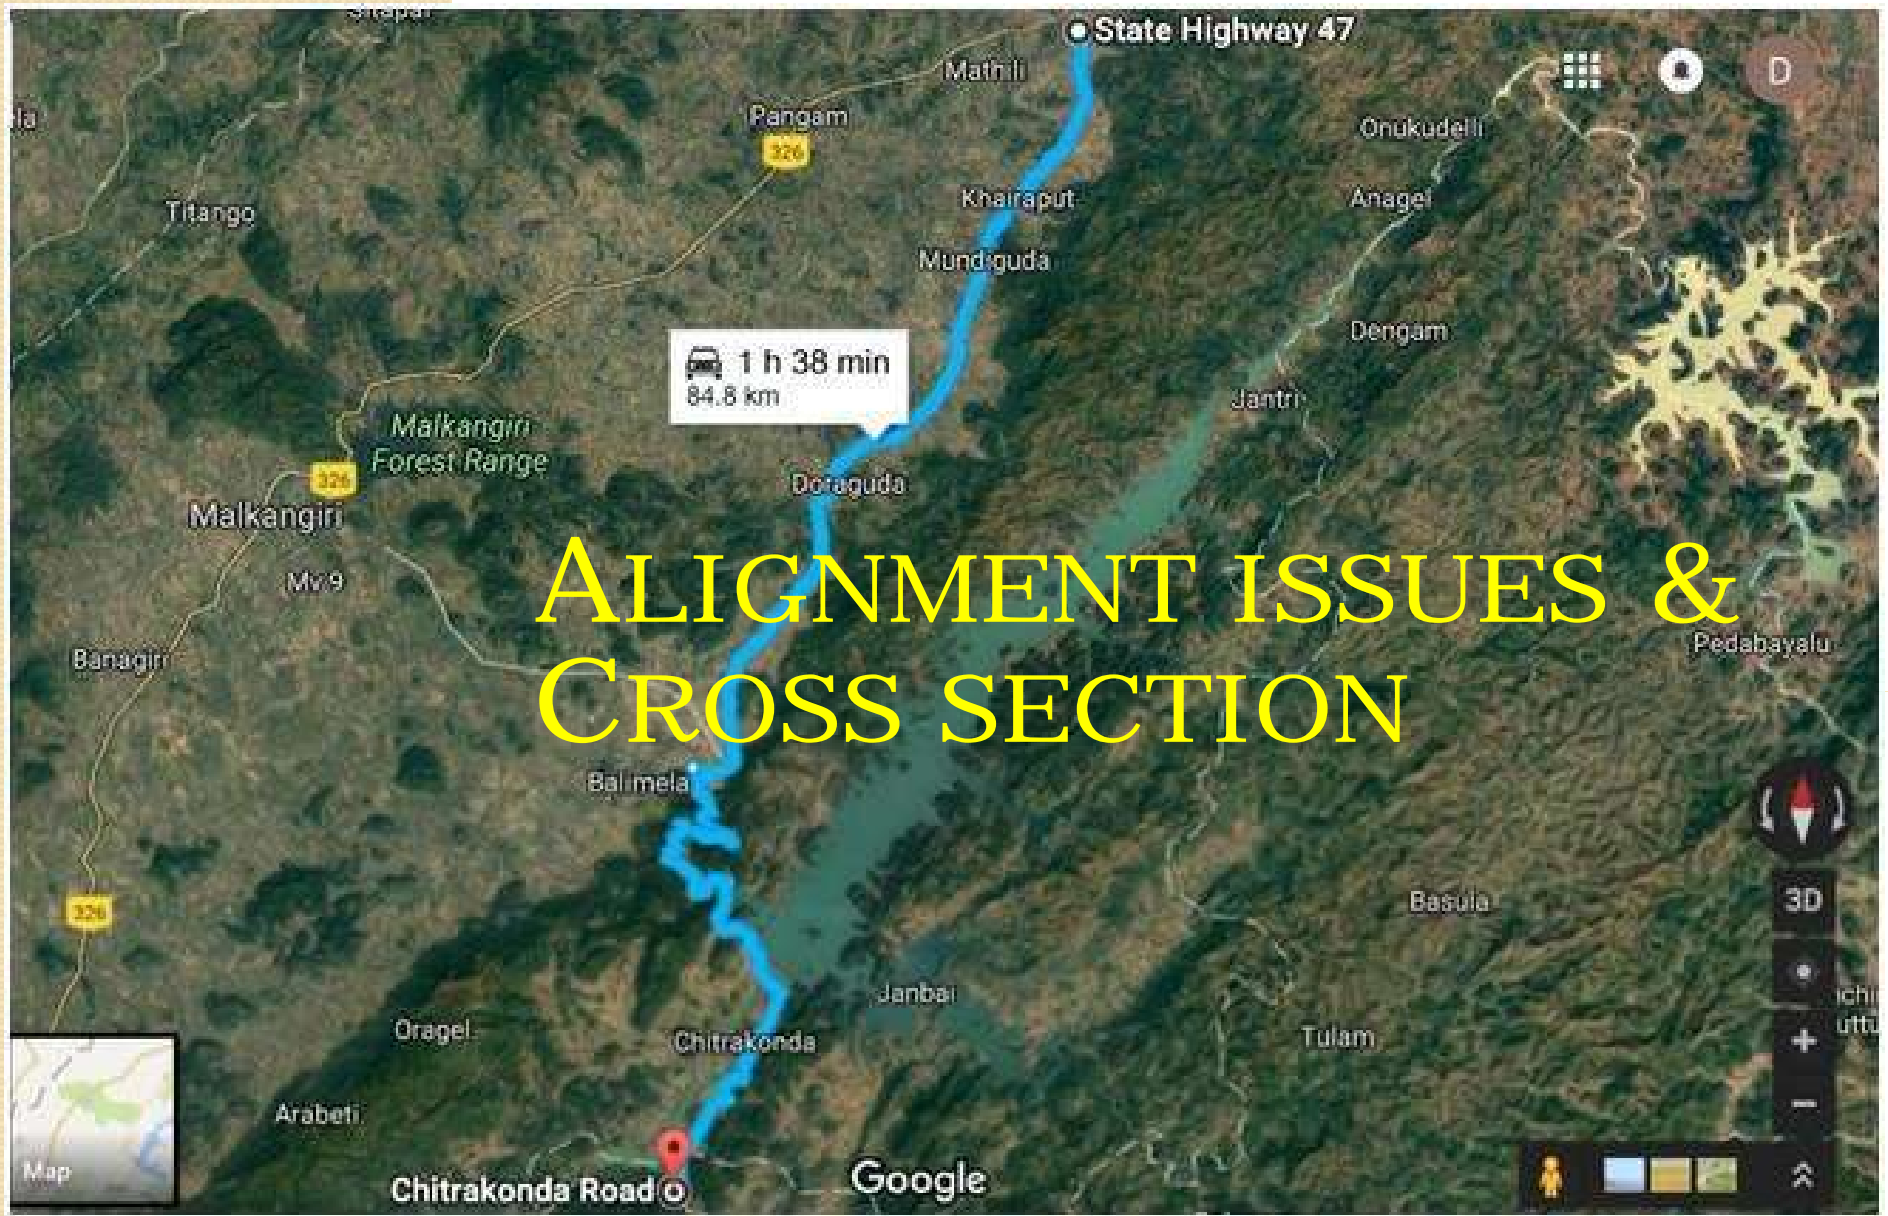 Sitapur
State Highway 47
Mathili
D
Pangam
Onukudelli
326
Khairaput
Anagel
Titango
Mundiguda
Dengam
1 h 38 min
84.8 km
Jantri
Malkangiri
Forest Range
326
Doraguda
Malkangiri
ALIGNMENT ISSUES &
Mv 9
Pedabayalu
Banagiri
CROSS SECTION
Balimela
326
Basula
3D
Janbai
Oragel
Chitrakonda
Tulam
+
Arabeti
−
Map
Google
Chitrakonda Road